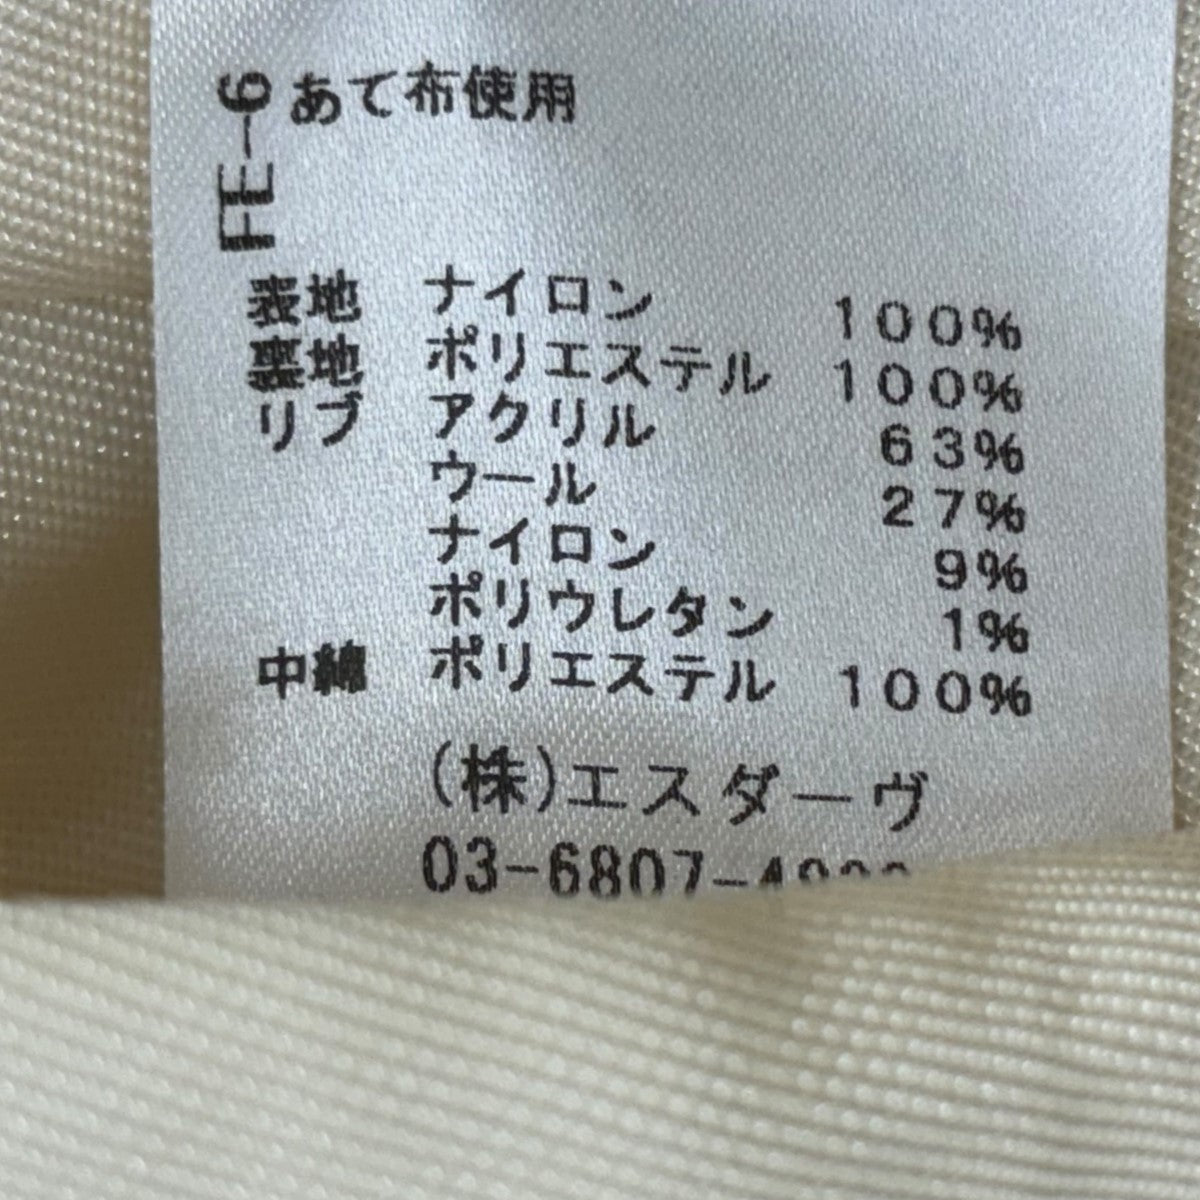 FE-6
あて布使用
表地 ナイロン 100%
裏地 ポリエステル 100%
リブ アクリル 63%
ウール 27%
ナイロン 9%
ポリウレタン 1%
中綿 ポリエステル 100%
(株)エスダーヴ
03-6807-4